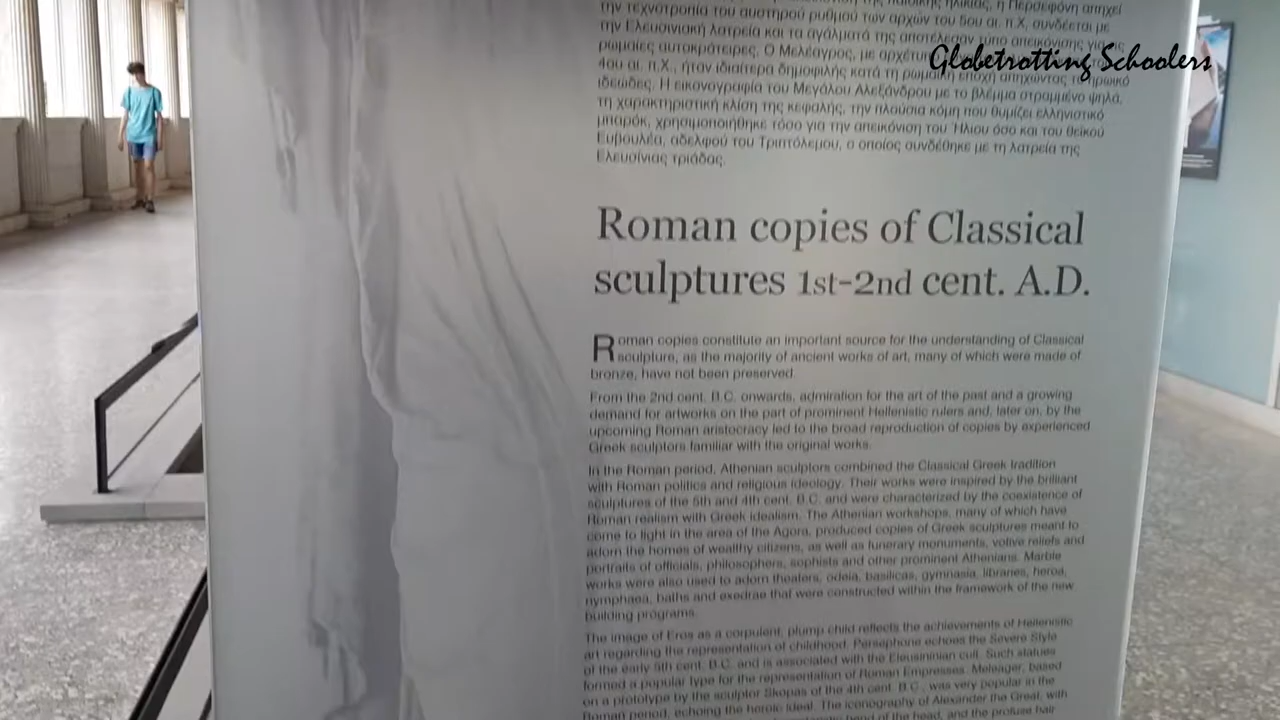 Globetrotting Schoolers
την τεχνοτροπία του αυστηρού ρυθμού των αρχών του 5ου αι. π.Χ, συνδέεται με
την Ελευσινιακή λατρεία και τα αγάλματά της αποτέλεσαν τύπο απεικόνισης για τις
ρωμαίες αυτοκράτειρες. Ο Μελέαγρος, με αρχέτυπο
4ου αι. π.Χ., ήταν ιδιαίτερα δημοφιλής κατά τη ρωμαϊκή εποχή απηχώντας το ηρωικό
ιδεώδες. Η εικονογραφία του Μεγάλου Αλεξάνδρου με το βλέμμα στραμμένο ψηλά,
τη χαρακτηριστική κλίση της κεφαλής, την πλούσια κόμη που θυμίζει ελληνιστικό
μπαρόκ, χρησιμοποιήθηκε τόσο για την απεικόνιση του Ήλιου όσο και του θεϊκού
Ευβουλέα, αδελφού του Τριπτόλεμου, ο οποίος συνδέθηκε με τη λατρεία της
Ελευσίνιας τριάδας.
Roman copies of Classical
sculptures 1st-2nd cent. A.D.
Roman copies constitute an important source for the understanding of Classical
sculpture, as the majority of ancient works of art, many of which were made of
bronze, have not been preserved.
From the 2nd cent. B.C. onwards, admiration for the art of the past and a growing
demand for artworks on the part of prominent Hellenistic rulers and, later on, by the
upcoming Roman aristocracy led to the broad reproduction of copies by experienced
Greek sculptors familiar with the original works.
In the Roman period, Athenian sculptors combined the Classical Greek tradition
with Roman politics and religious ideology. Their works were inspired by the brilliant
sculptures of the 5th and 4th cent. B.C. and were characterized by the coexistence of
Roman realism with Greek idealism. The Athenian workshops, many of which have
come to light in the area of the Agora, produced copies of Greek sculptures meant to
adorn the homes of wealthy citizens, as well as funerary monuments, votive reliefs and
portraits of officials, philosophers, sophists and other prominent Athenians. Marble
works were also used to adorn theaters, odeia, basilicas, gymnasia, libraries, heroa,
nymphaea, baths and exedrae that were constructed within the framework of the new
building programs.
The image of Eros as a corpulent, plump child reflects the achievements of Hellenistic
art regarding the representation of childhood. Persephone echoes the Severe Style
of the early 5th cent. B.C. and is associated with the Eleusinian cult. Such statues
formed a popular type for the representation of Roman Empresses. Meleager, based
on a prototype by the sculptor Skopas of the 4th cent. B.C., was very popular in the
Roman period, echoing the heroic ideal. The iconography of Alexander the Great, with
head, and the profuse hair